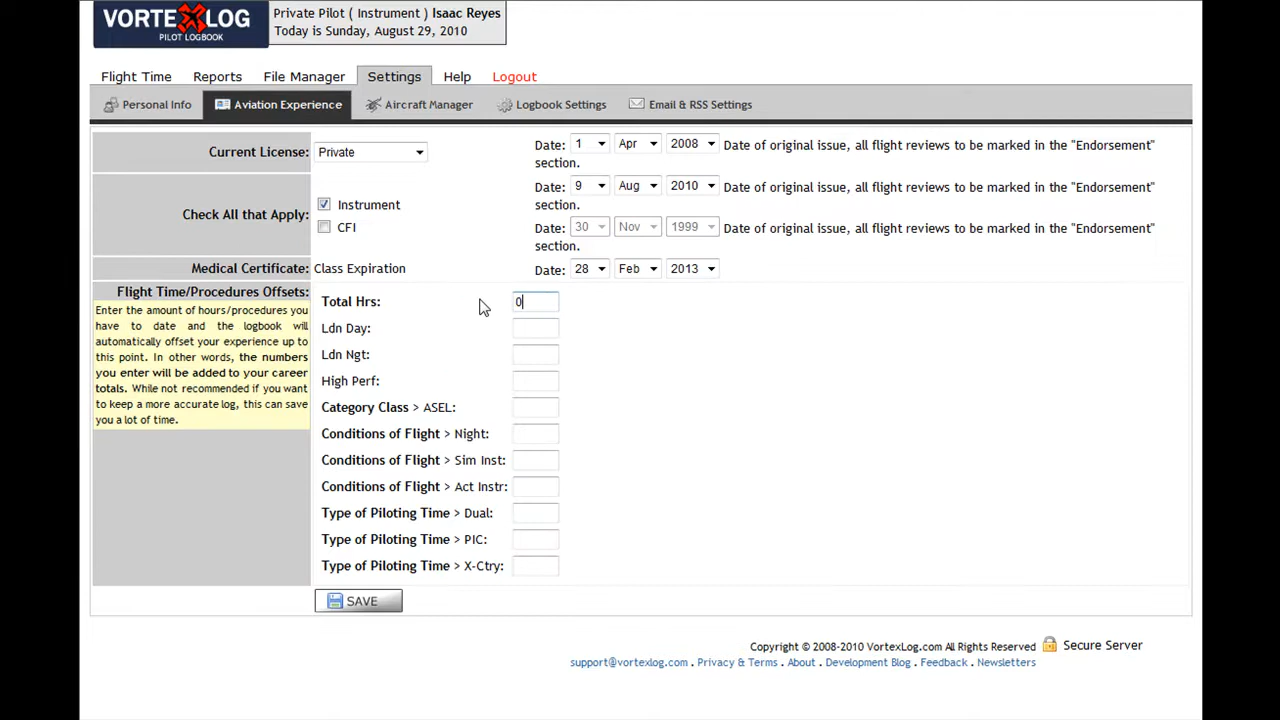 VORTEXLOG
PILOT LOGBOOK
Private Pilot ( Instrument ) Isaac Reyes
Today is Sunday, August 29, 2010
Flight Time Reports File Manager Settings Help Logout
Personal Info Aviation Experience Aircraft Manager Logbook Settings Email & RSS Settings
Current License: Private Date: 1 Apr 2008 Date of original issue, all flight reviews to be marked in the "Endorsement"
section.
Check All that Apply: Instrument Date: 9 Aug 2010 Date of original issue, all flight reviews to be marked in the "Endorsement"
section.
CFI Date: 30 Nov 1999 Date of original issue, all flight reviews to be marked in the "Endorsement"
section.
Medical Certificate: Class Expiration Date: 28 Feb 2013
Flight Time/Procedures Offsets:
Enter the amount of hours/procedures you
have to date and the logbook will
automatically offset your experience up to
this point. In other words, the numbers
you enter will be added to your career
totals. While not recommended if you want
to keep a more accurate log, this can save
you a lot of time.
Total Hrs: 0
Ldn Day:
Ldn Ngt:
High Perf:
Category Class > ASEL:
Conditions of Flight > Night:
Conditions of Flight > Sim Inst:
Conditions of Flight > Act Instr:
Type of Piloting Time > Dual:
Type of Piloting Time > PIC:
Type of Piloting Time > X-Ctry:
SAVE
Copyright © 2008-2010 VortexLog.com All Rights Reserved Secure Server
support@vortexlog.com . Privacy & Terms . About . Development Blog . Feedback . Newsletters